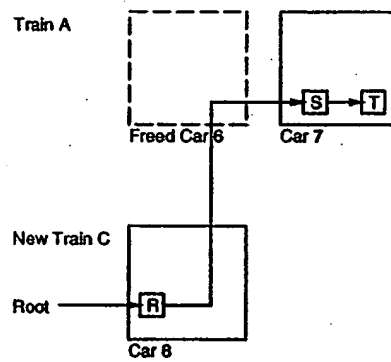 Train A
S
T
Freed Car 6
Car 7
New Train C
Root
R
Car 8